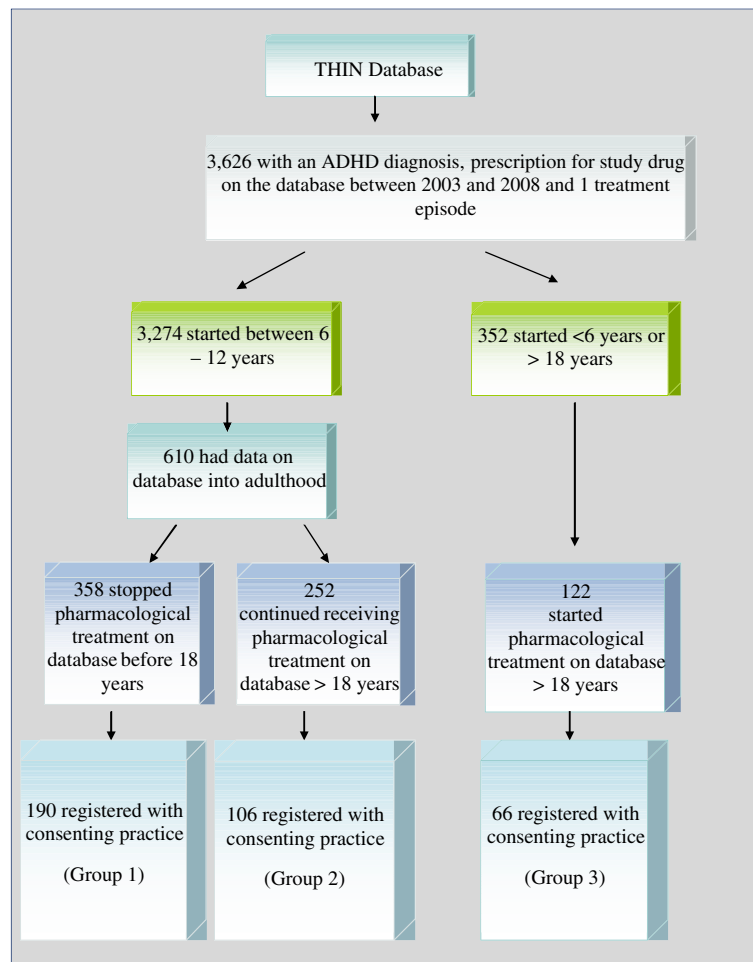 THIN Database
3,626 with an ADHD diagnosis, prescription for study drug
on the database between 2003 and 2008 and 1 treatment
episode
3,274 started between 6
– 12 years
352 started <6 years or
> 18 years
610 had data on
database into adulthood
358 stopped
pharmacological
treatment on
database before 18
years
252
continued receiving
pharmacological
treatment on
database > 18 years
122
started
pharmacological
treatment on database
> 18 years
190 registered with
consenting practice
(Group 1)
106 registered with
consenting practice
(Group 2)
66 registered with
consenting practice
(Group 3)